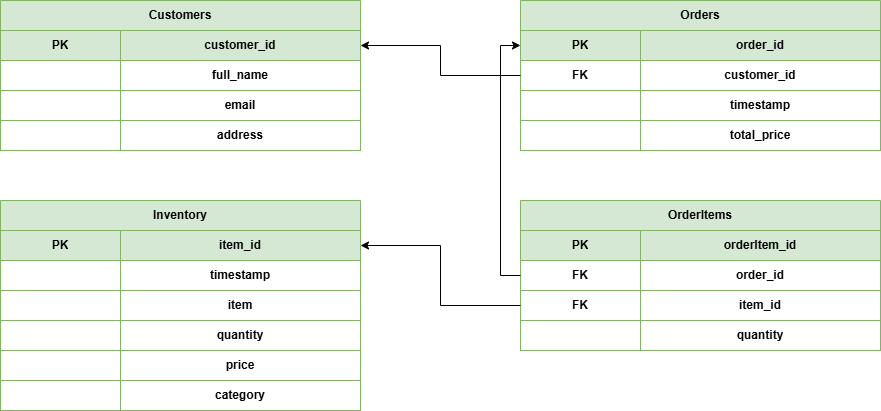 Customers
PK customer_id
full_name
email
address
Orders
PK order_id
FK customer_id
timestamp
total_price
Inventory
PK item_id
timestamp
item
quantity
price
category
OrderItems
PK orderItem_id
FK order_id
FK item_id
quantity